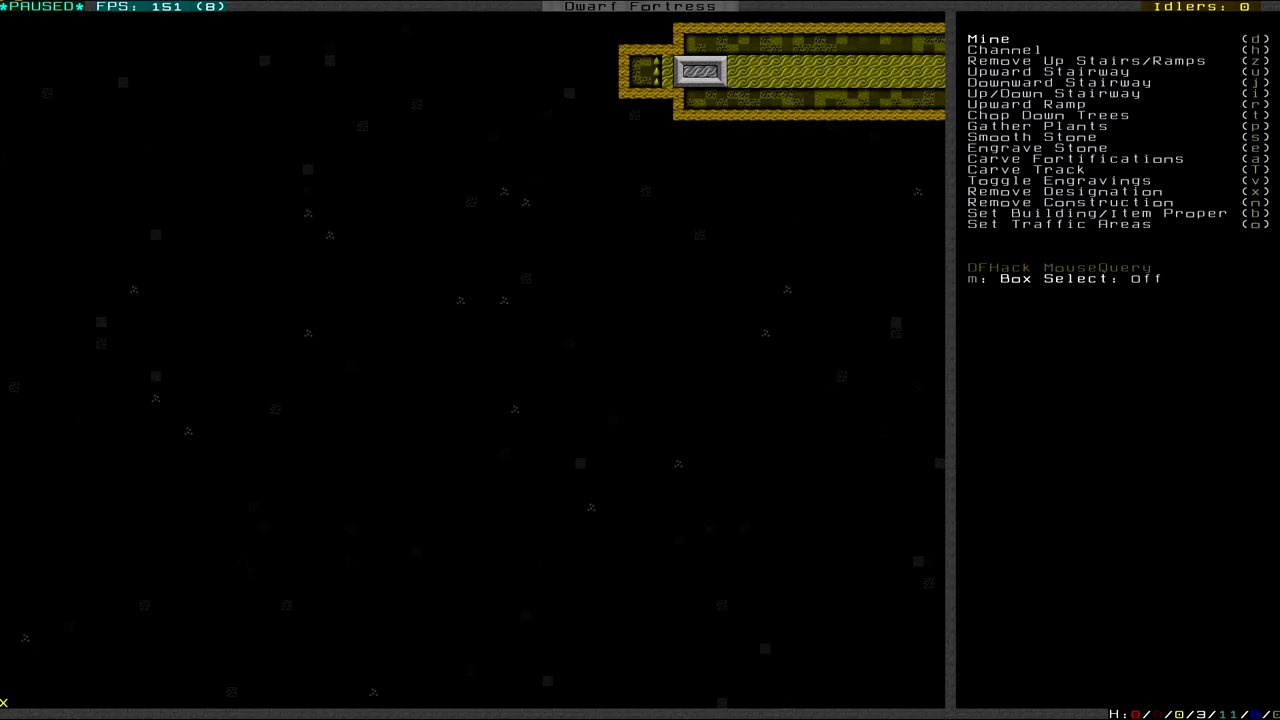 *PAUSED* FPS: 151 (8) Dwarf Fortress Idlers: 0
Mine (d)
Channel (h)
Remove Up Stairs/Ramps (z)
Upward Stairway (u)
Downward Stairway (j)
Up/Down Stairway (i)
Upward Ramp (r)
Chop Down Trees (t)
Gather Plants (p)
Smooth Stone (s)
Engrave Stone (e)
Carve Fortifications (a)
Carve Track (T)
Toggle Engravings (v)
Remove Designation (x)
Remove Construction (n)
Set Building/Item Proper (b)
Set Traffic Areas (o)
DFHack MouseQuery
m: Box Select: Off
X